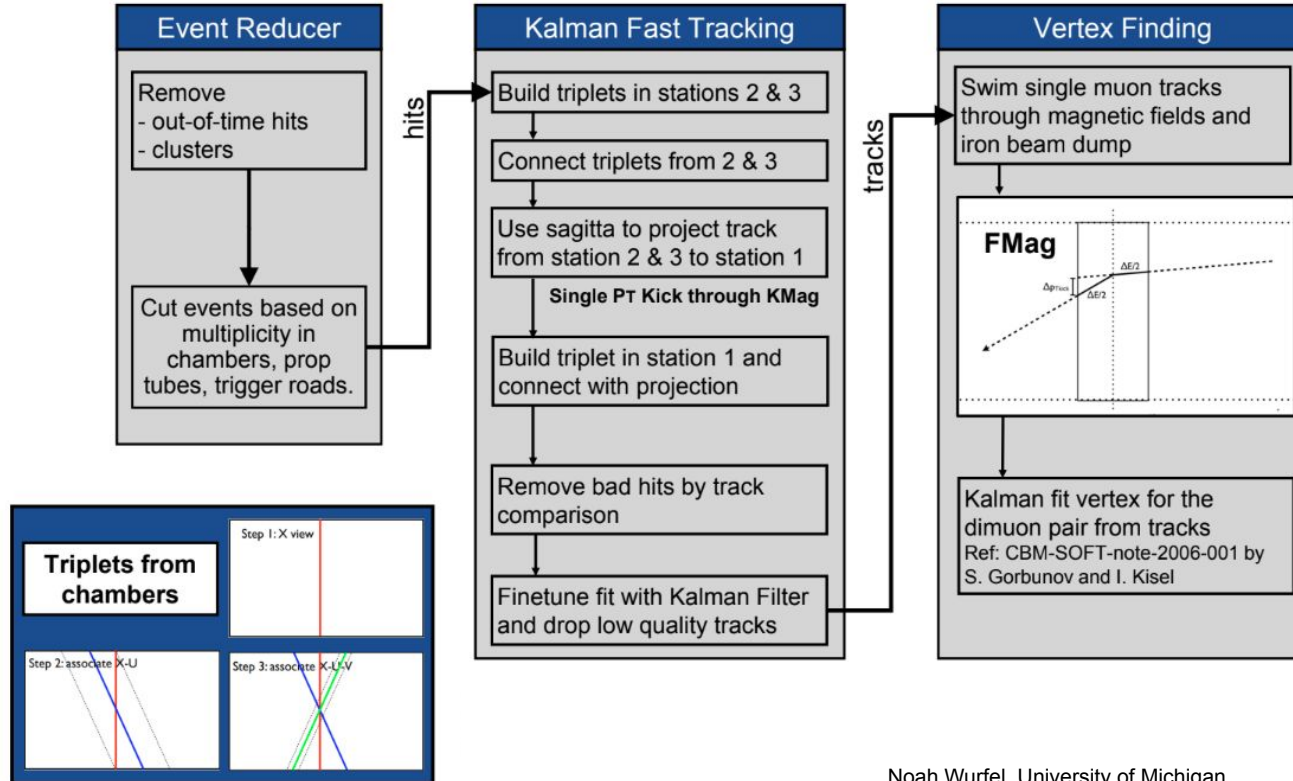 Event Reducer
Remove
- out-of-time hits
- clusters
Cut events based on
multiplicity in
chambers, prop
tubes, trigger roads.
hits
Kalman Fast Tracking
Build triplets in stations 2 & 3
Connect triplets from 2 & 3
Use sagitta to project track
from station 2 & 3 to station 1
Single PT Kick through KMag
Build triplet in station 1 and
connect with projection
Remove bad hits by track
comparison
Finetune fit with Kalman Filter
and drop low quality tracks
tracks
Vertex Finding
Swim single muon tracks
through magnetic fields and
iron beam dump
FMag
ΔE/2
ΔpT kick
ΔE/2
Kalman fit vertex for the
dimuon pair from tracks
Ref: CBM-SOFT-note-2006-001 by
S. Gorbunov and I. Kisel
Triplets from
chambers
Step 1: X view
Step 2: associate X-U
Step 3: associate X-U-V
Noah Wurfel, University of Michigan